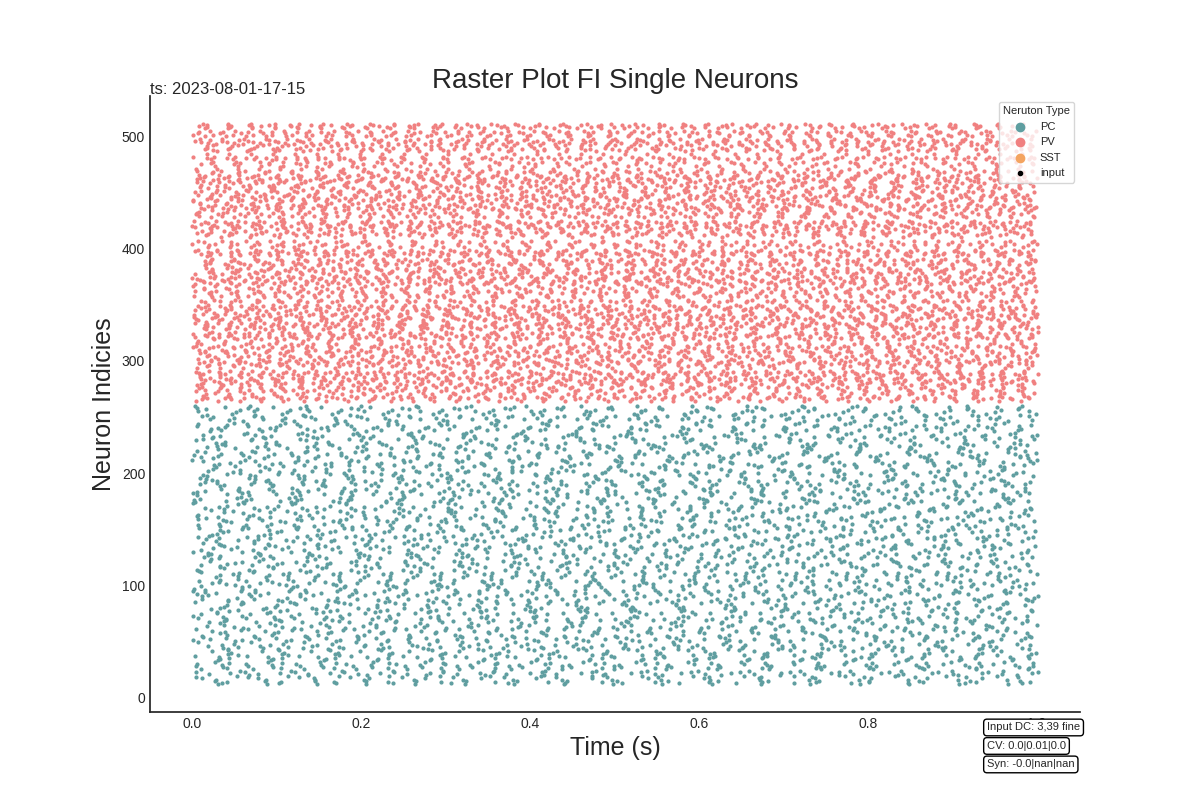 Raster Plot FI Single Neurons
ts: 2023-08-01-17-15
Neruton Type
PC
PV
SST
input
500
400
300
200
100
0
Neuron Indicies
0.0 0.2 0.4 0.6 0.8
Time (s)
Input DC: 3,39 fine
CV: 0.0|0.01|0.0
Syn: -0.0|nan|nan